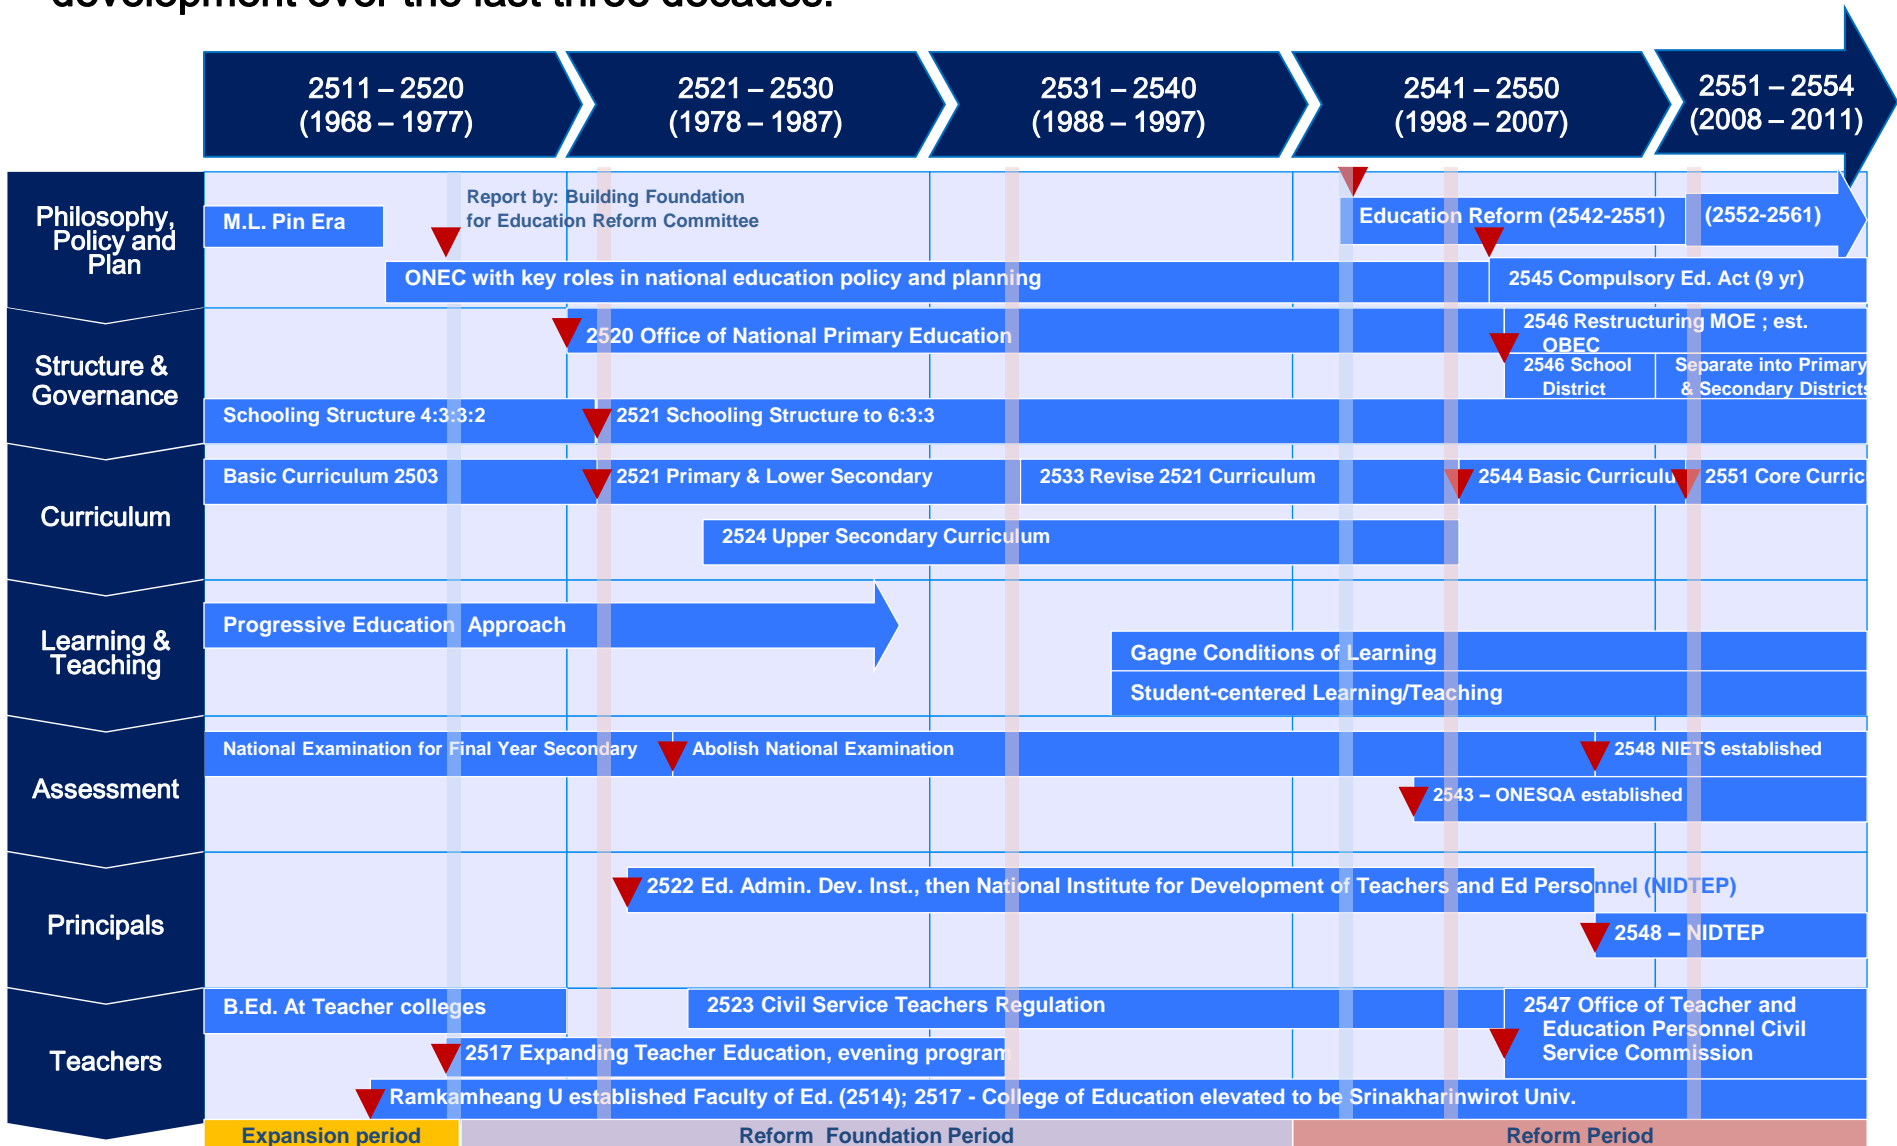 development over the last three decades.
2511 – 2520
(1968 – 1977)
2521 – 2530
(1978 – 1987)
2531 – 2540
(1988 – 1997)
2541 – 2550
(1998 – 2007)
2551 – 2554
(2008 – 2011)
Philosophy,
Policy and
Plan
M.L. Pin Era
Report by: Building Foundation
for Education Reform Committee
Education Reform (2542-2551)
(2552-2561)
ONEC with key roles in national education policy and planning
2545 Compulsory Ed. Act (9 yr)
Structure &
Governance
2520 Office of National Primary Education
2546 Restructuring MOE ; est.
OBEC
2546 School
District
Separate into Primary
& Secondary Districts
Schooling Structure 4:3:3:2
2521 Schooling Structure to 6:3:3
Curriculum
Basic Curriculum 2503
2521 Primary & Lower Secondary
2533 Revise 2521 Curriculum
2544 Basic Curriculu
2551 Core Curric
2524 Upper Secondary Curriculum
Learning &
Teaching
Progressive Education Approach
Gagne Conditions of Learning
Student-centered Learning/Teaching
Assessment
National Examination for Final Year Secondary
Abolish National Examination
2548 NIETS established
2543 – ONESQA established
Principals
2522 Ed. Admin. Dev. Inst., then National Institute for Development of Teachers and Ed Personnel (NIDTEP)
2548 – NIDTEP
Teachers
B.Ed. At Teacher colleges
2523 Civil Service Teachers Regulation
2547 Office of Teacher and
Education Personnel Civil
Service Commission
2517 Expanding Teacher Education, evening program
Ramkamheang U established Faculty of Ed. (2514); 2517 - College of Education elevated to be Srinakharinwirot Univ.
Expansion period
Reform Foundation Period
Reform Period